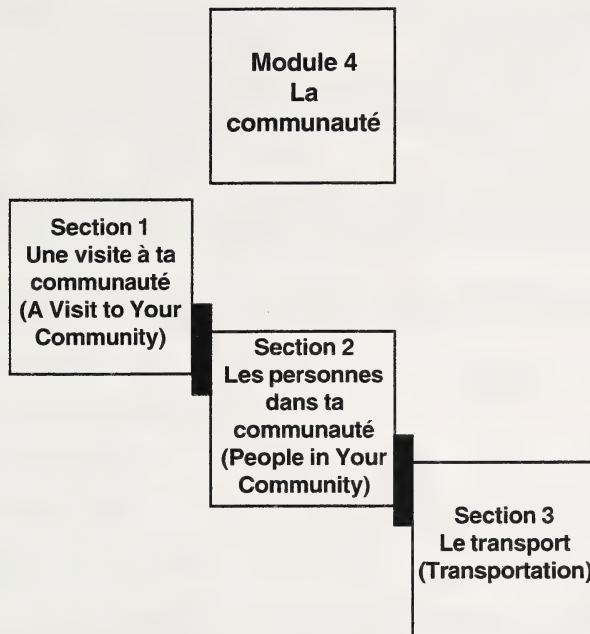 Module 4
La
communauté
Section 1
Une visite à ta
communauté
(A Visit to Your
Community)
Section 2
Les personnes
dans ta
communauté
(People in Your
Community)
Section 3
Le transport
(Transportation)